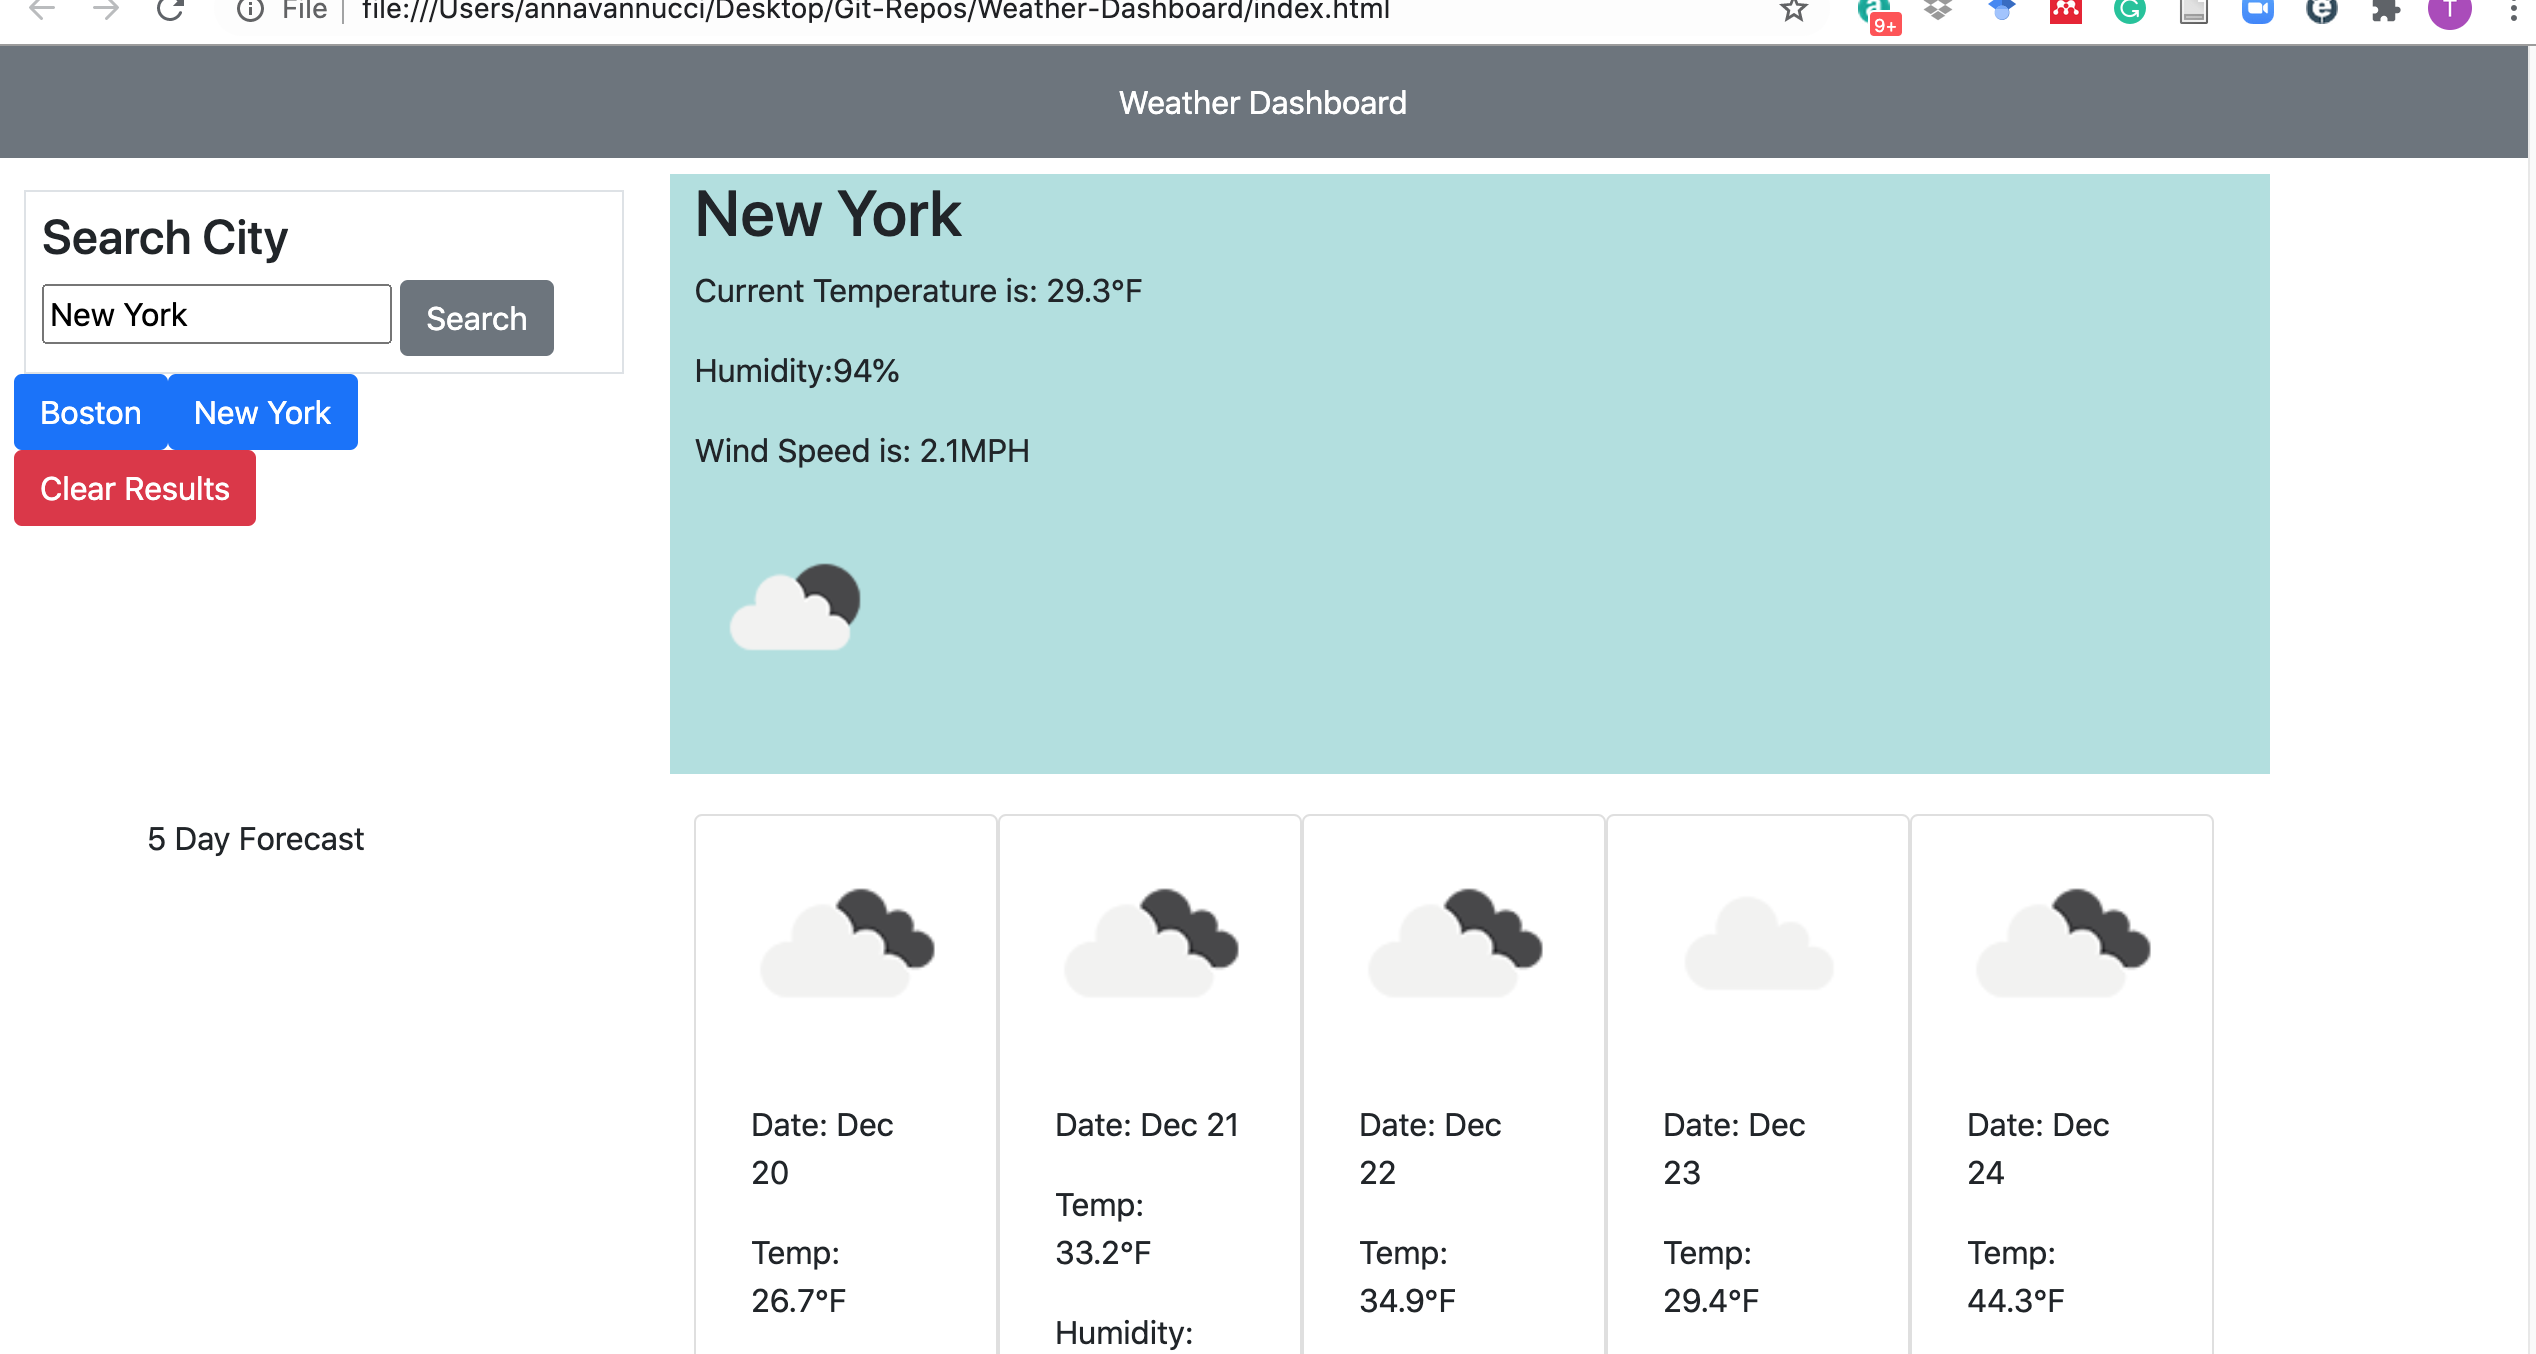 File file:///Users/annavannucci/Desktop/Git-Repos/Weather-Dashboard/index.html
9+
T
Weather Dashboard
Search City
New York
Search
Boston
New York
Clear Results
New York
Current Temperature is: 29.3°F
Humidity:94%
Wind Speed is: 2.1MPH
5 Day Forecast
Date: Dec
20
Temp:
26.7°F
Date: Dec 21
Temp:
33.2°F
Humidity:
Date: Dec
22
Temp:
34.9°F
Date: Dec
23
Temp:
29.4°F
Date: Dec
24
Temp:
44.3°F